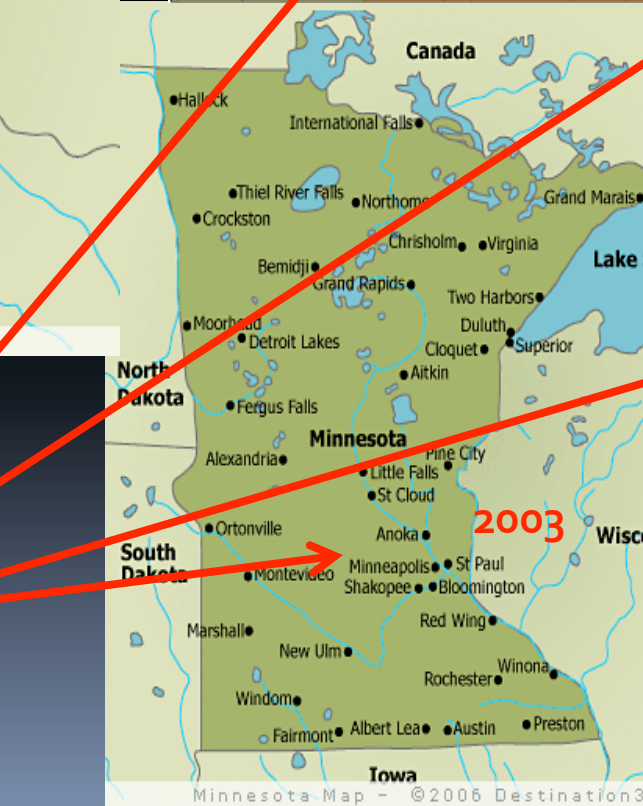 Canada
Hallock
International Falls
Thiel River Falls
Northome
Grand Marais
Crockston
Chrisholm
Virginia
Lake
Bemidji
Grand Rapids
Two Harbors
Moorhead
Duluth
Detroit Lakes
Cloquet
Superior
North
Dakota
Aitkin
Fergus Falls
Minnesota
Alexandria
Pine City
Little Falls
St Cloud
2003
Ortonville
Anoka
Wisc
South
Dakota
Minneapolis
St Paul
Montevideo
Shakopee
Bloomington
Red Wing
Marshall
New Ulm
Winona
Rochester
Windom
Fairmont
Albert Lea
Austin
Preston
Iowa
Minnesota Map - ©2006 Destination3